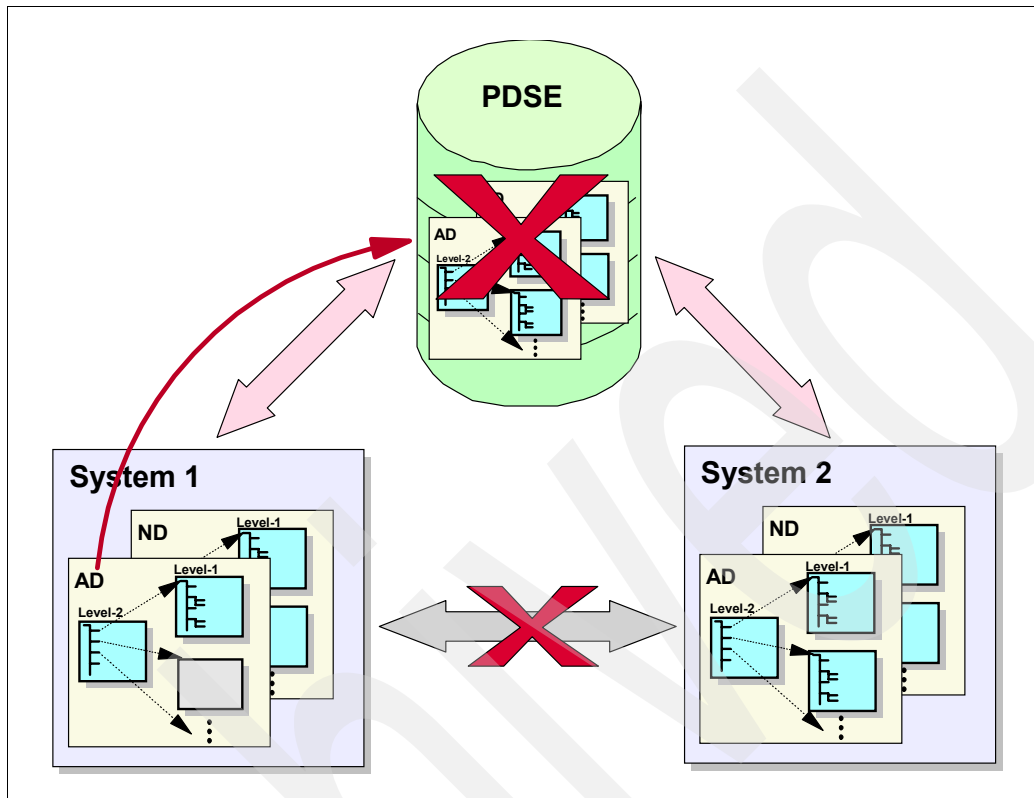 PDSE
D
AD
Level-2
System 1
ND
Level-1
AD
Level-1
Level-2
System 2
ND
Level-1
AD
Level-1
Level-2